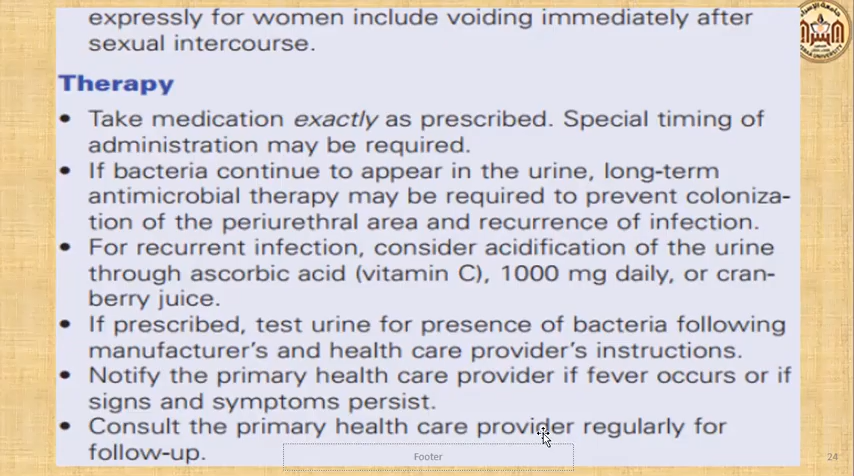 expressly for women include voiding immediately after
sexual intercourse.
Therapy
• Take medication exactly as prescribed. Special timing of
administration may be required.
• If bacteria continue to appear in the urine, long-term
antimicrobial therapy may be required to prevent coloniza-
tion of the periurethral area and recurrence of infection.
• For recurrent infection, consider acidification of the urine
through ascorbic acid (vitamin C), 1000 mg daily, or cran-
berry juice.
• If prescribed, test urine for presence of bacteria following
manufacturer's and health care provider's instructions.
• Notify the primary health care provider if fever occurs or if
signs and symptoms persist.
• Consult the primary health care provider regularly for
follow-up.
Footer
24